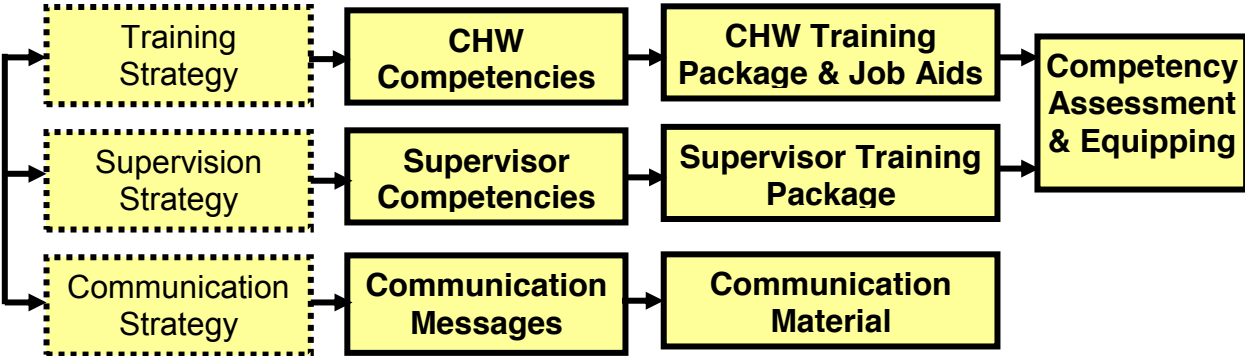 Training
Strategy
CHW
Competencies
CHW Training
Package & Job Aids
Competency
Assessment
& Equipping
Supervision
Strategy
Supervisor
Competencies
Supervisor Training
Package
Communication
Strategy
Communication
Messages
Communication
Material